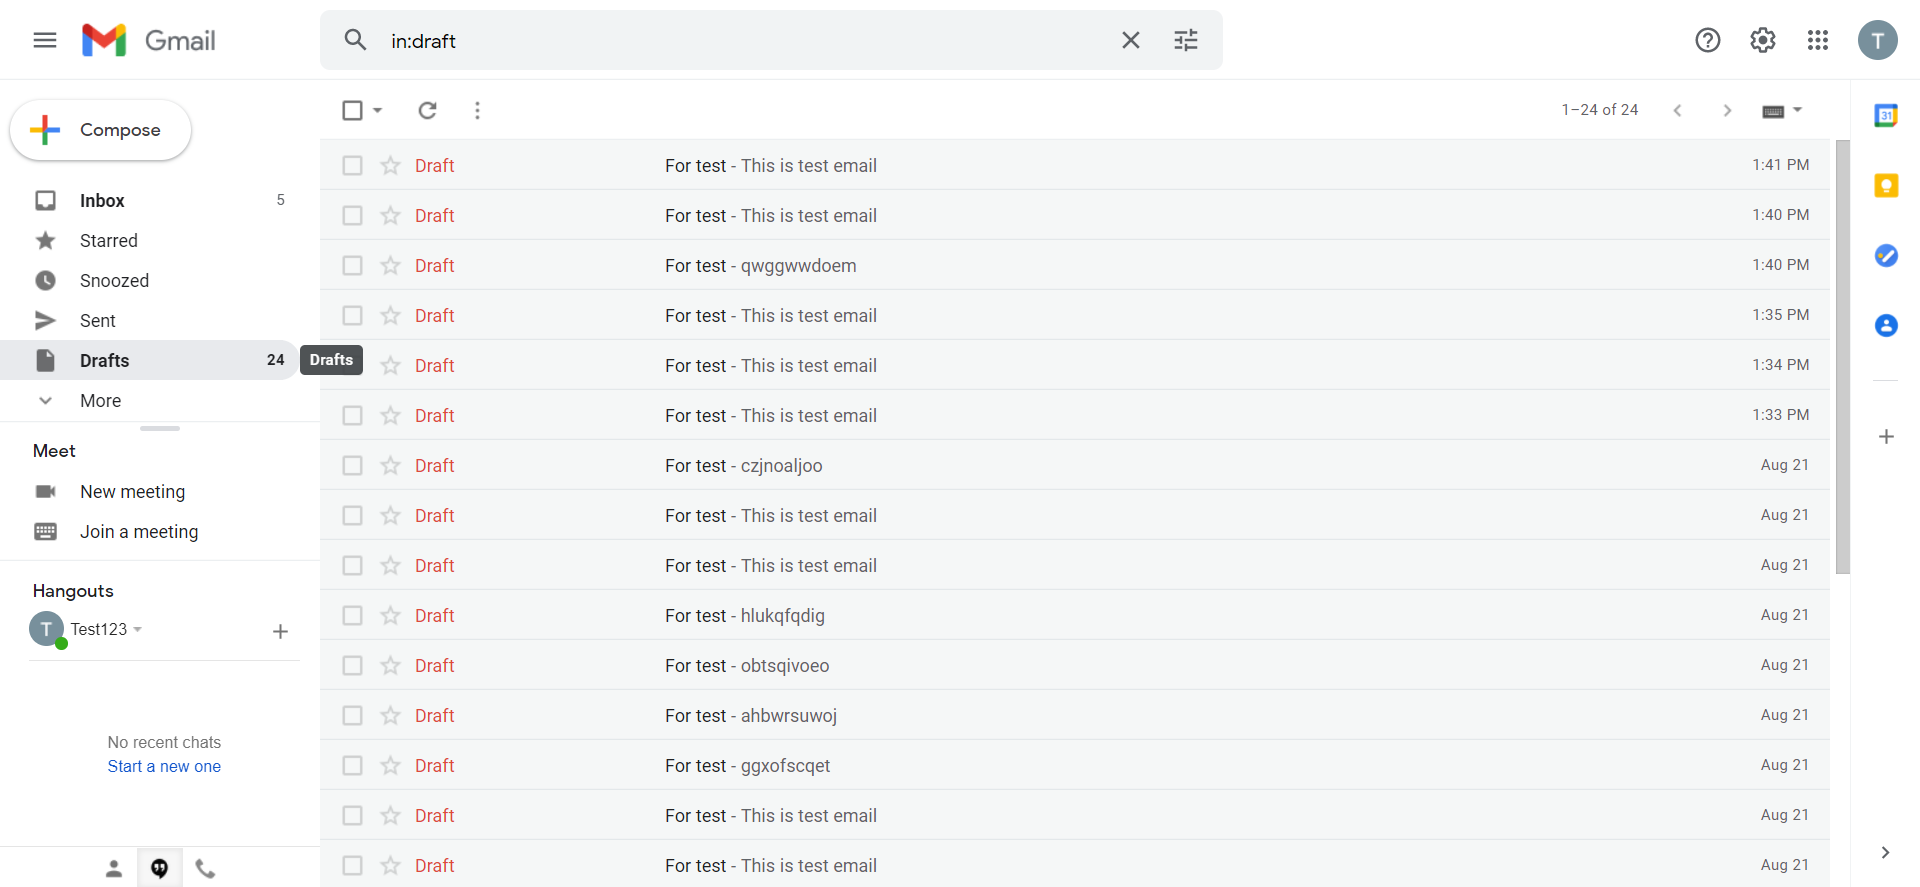 Gmail
in:draft
T
Compose
1–24 of 24
31
Inbox 5
Starred
Snoozed
Sent
Drafts 24
Drafts
More
Meet
New meeting
Join a meeting
Hangouts
T Test123
No recent chats
Start a new one
Draft For test - This is test email 1:41 PM
Draft For test - This is test email 1:40 PM
Draft For test - qwggwwdoem 1:40 PM
Draft For test - This is test email 1:35 PM
Draft For test - This is test email 1:34 PM
Draft For test - This is test email 1:33 PM
Draft For test - czjnoaljoo Aug 21
Draft For test - This is test email Aug 21
Draft For test - This is test email Aug 21
Draft For test - hlukqfqdig Aug 21
Draft For test - obtsqivoeo Aug 21
Draft For test - ahbwrsuwoj Aug 21
Draft For test - ggxofscqet Aug 21
Draft For test - This is test email Aug 21
Draft For test - This is test email Aug 21